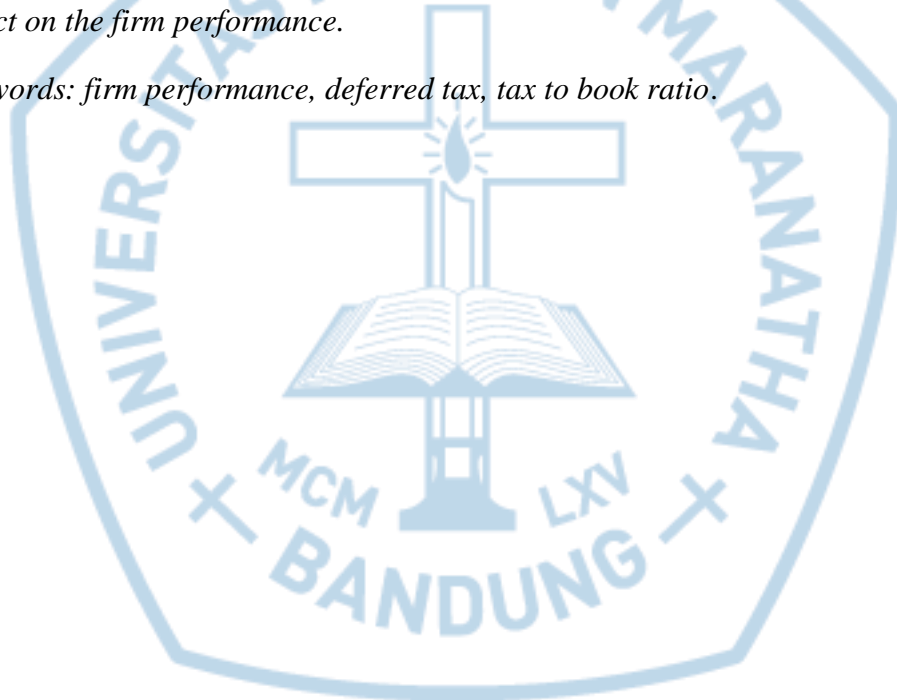 ct on the firm performance.
words: firm performance, deferred tax, tax to book ratio.
UNIVERSITAS
MARANATHA
MCM LXV
BANDUNG